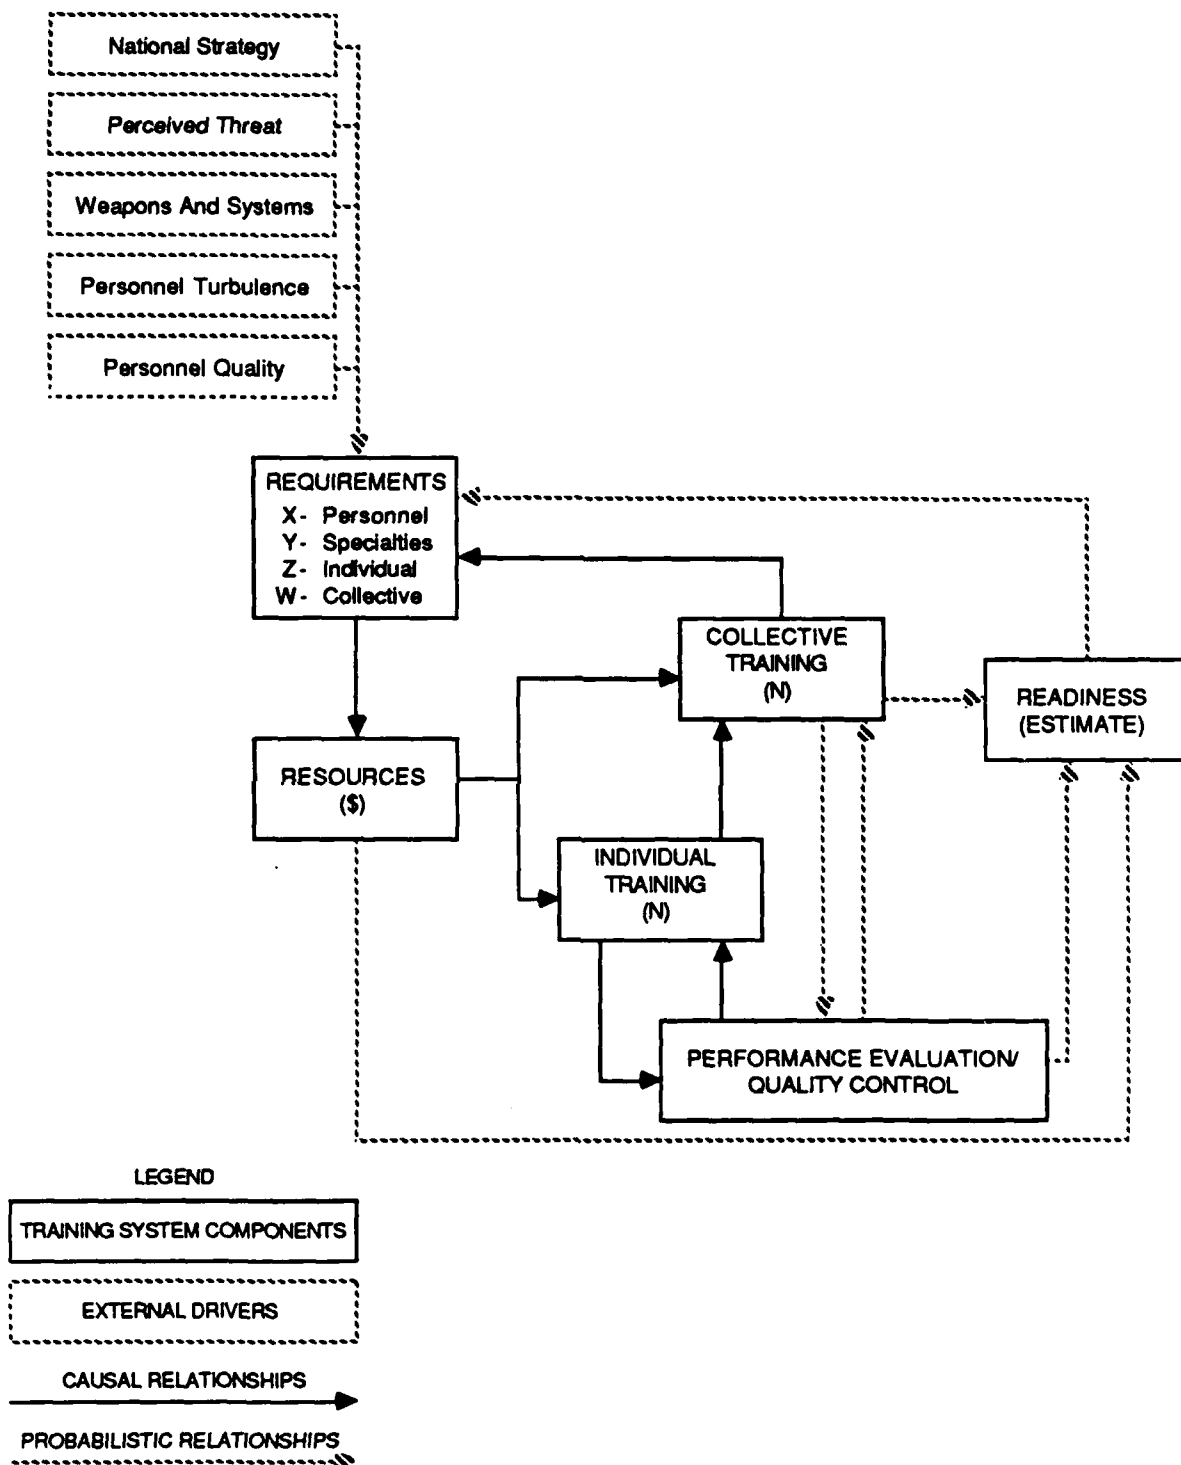 National Strategy
Perceived Threat
Weapons And Systems
Personnel Turbulence
Personnel Quality
REQUIREMENTS
X - Personnel
Y - Specialties
Z - Individual
W - Collective
COLLECTIVE
TRAINING
(N)
READINESS
(ESTIMATE)
RESOURCES
($)
INDIVIDUAL
TRAINING
(N)
PERFORMANCE EVALUATION/
QUALITY CONTROL
LEGEND
TRAINING SYSTEM COMPONENTS
EXTERNAL DRIVERS
CAUSAL RELATIONSHIPS
PROBABILISTIC RELATIONSHIPS